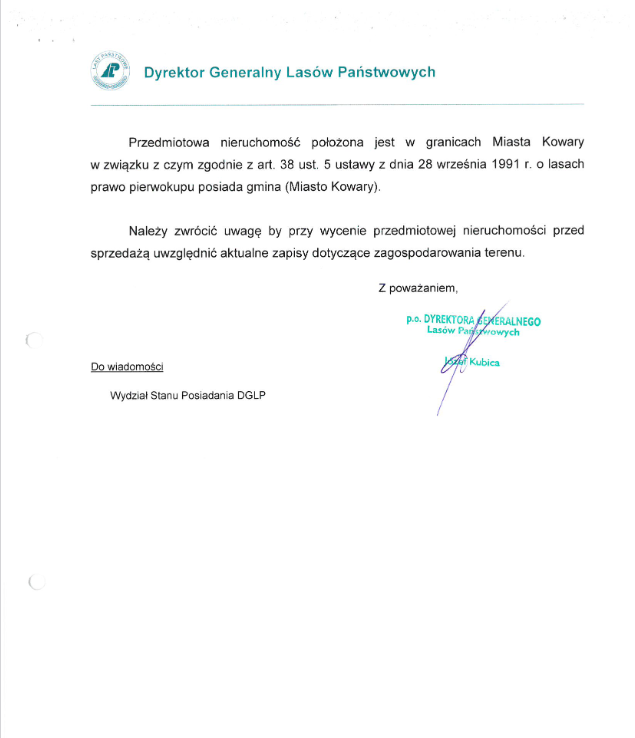 Dyrektor Generalny Lasów Państwowych
Przedmiotowa nieruchomość położona jest w granicach Miasta Kowary
w związku z czym zgodnie z art. 38 ust. 5 ustawy z dnia 28 września 1991 r. o lasach
prawo pierwokupu posiada gmina (Miasto Kowary).
Należy zwrócić uwagę by przy wycenie przedmiotowej nieruchomości przed
sprzedażą uwzględnić aktualne zapisy dotyczące zagospodarowania terenu.
Z poważaniem,
p.o. DYREKTORA GENERALNEGO
Lasów Państwowych
Józef Kubica
Do wiadomości
Wydział Stanu Posiadania DGLP